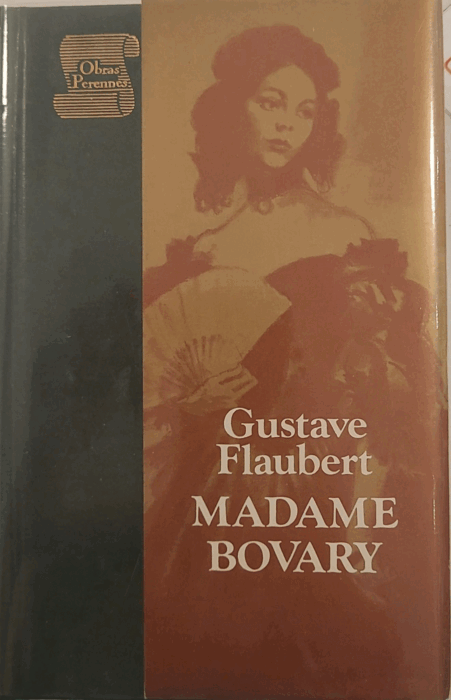 Obras
Perennes
Gustave
Flaubert
MADAME
BOVARY